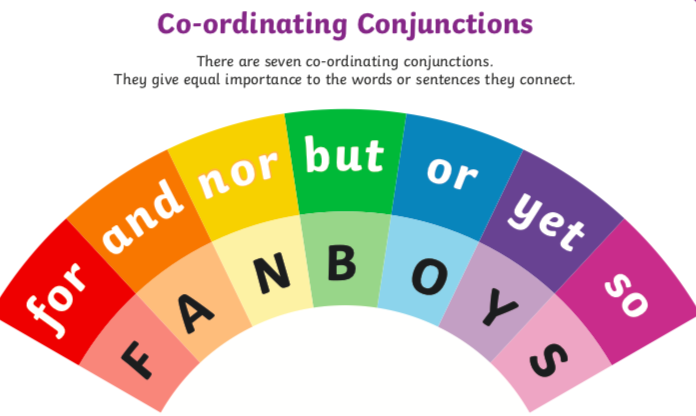 Co-ordinating Conjunctions
There are seven co-ordinating conjunctions.
They give equal importance to the words or sentences they connect.
for and nor but or yet so
F A N B O Y S